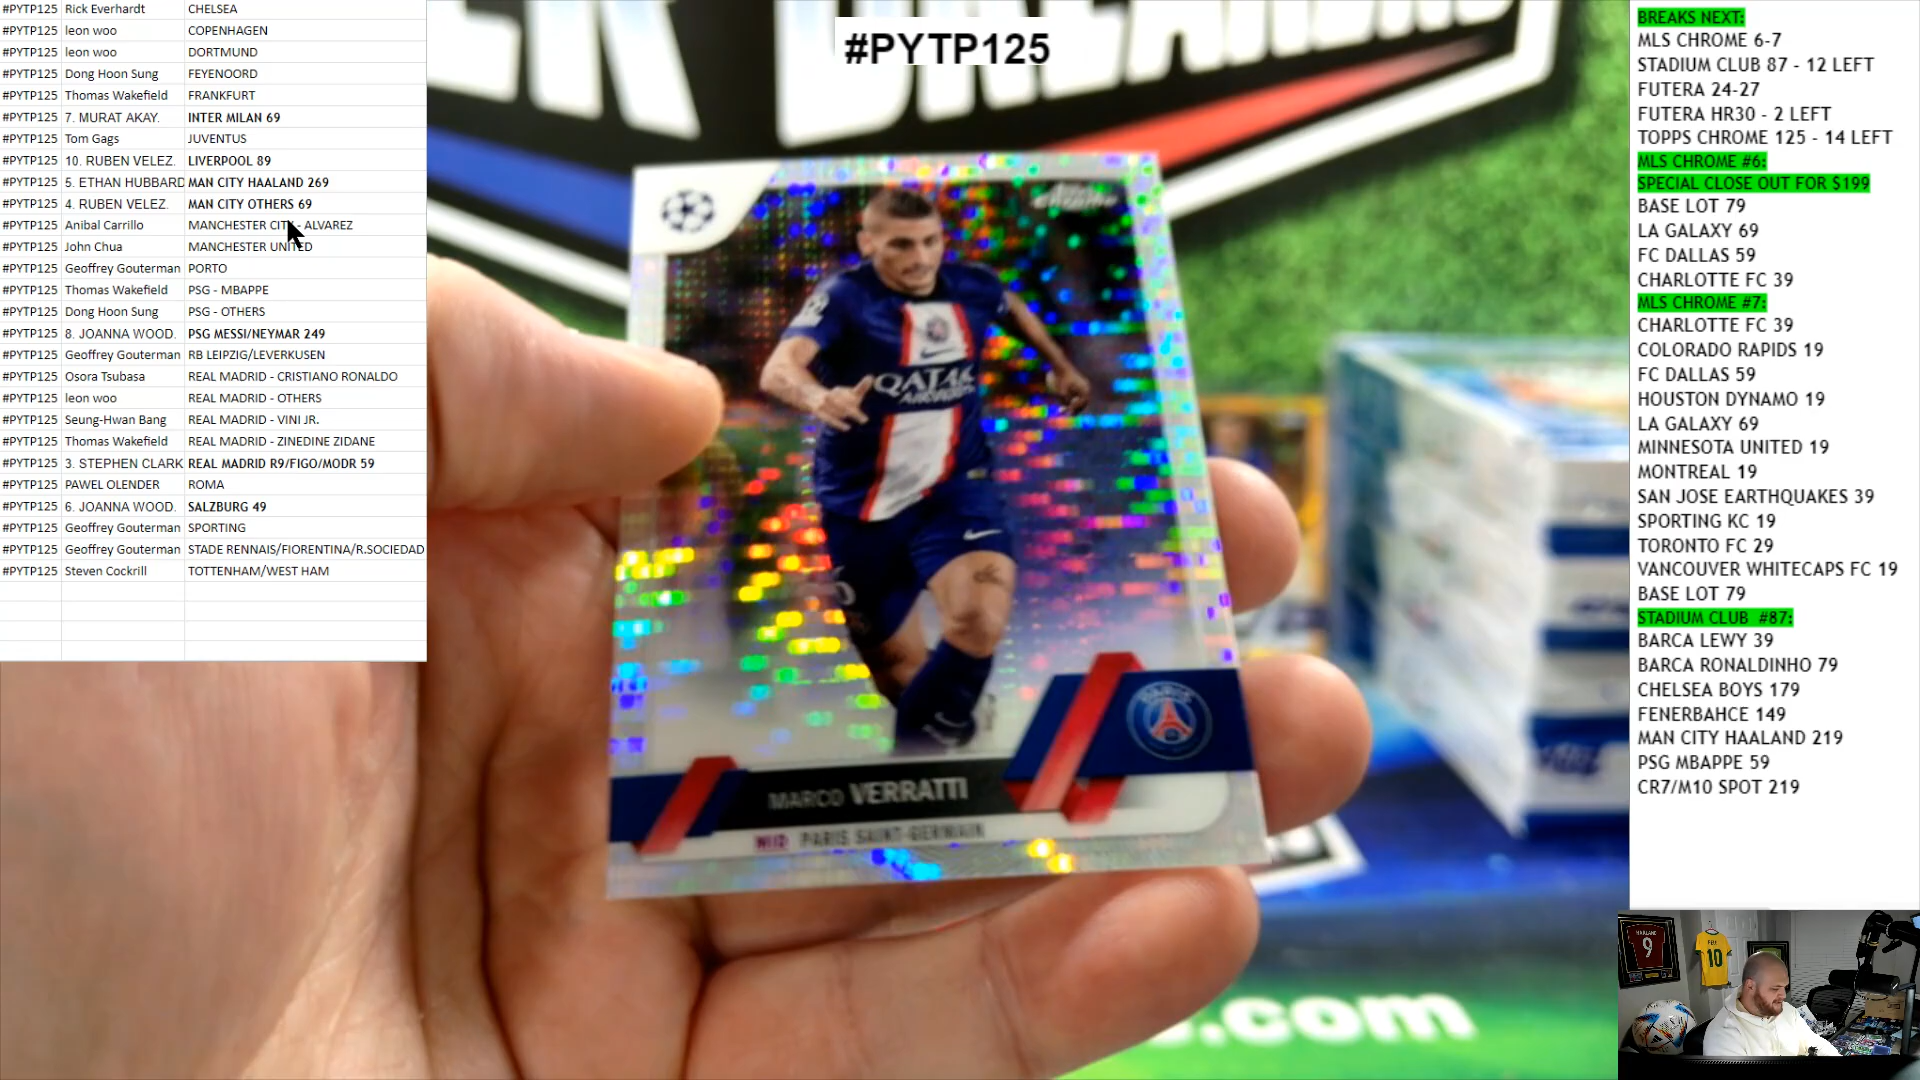 #PYTP125 Rick Everhardt CHELSEA
#PYTP125 leon woo COPENHAGEN
#PYTP125 leon woo DORTMUND
#PYTP125 Dong Hoon Sung FEYENOORD
#PYTP125 Thomas Wakefield FRANKFURT
#PYTP125 7. MURAT AKAY. INTER MILAN 69
#PYTP125 Tom Gags JUVENTUS
#PYTP125 10. RUBEN VELEZ. LIVERPOOL 89
#PYTP125 5. ETHAN HUBBARD MAN CITY HAALAND 269
#PYTP125 4. RUBEN VELEZ. MAN CITY OTHERS 69
#PYTP125 Anibal Carrillo MANCHESTER CITY - ALVAREZ
#PYTP125 John Chua MANCHESTER UNITED
#PYTP125 Geoffrey Gouterman PORTO
#PYTP125 Thomas Wakefield PSG - MBAPPE
#PYTP125 Dong Hoon Sung PSG - OTHERS
#PYTP125 8. JOANNA WOOD. PSG MESSI/NEYMAR 249
#PYTP125 Geoffrey Gouterman RB LEIPZIG/LEVERKUSEN
#PYTP125 Osora Tsubasa REAL MADRID - CRISTIANO RONALDO
#PYTP125 leon woo REAL MADRID - OTHERS
#PYTP125 Seung-Hwan Bang REAL MADRID - VINI JR.
#PYTP125 Thomas Wakefield REAL MADRID - ZINEDINE ZIDANE
#PYTP125 3. STEPHEN CLARK REAL MADRID R9/FIGO/MODR 59
#PYTP125 PAWEL OLENDER ROMA
#PYTP125 6. JOANNA WOOD. SALZBURG 49
#PYTP125 Geoffrey Gouterman SPORTING
#PYTP125 Geoffrey Gouterman STADE RENNAIS/FIORENTINA/R.SOCIEDAD
#PYTP125 Steven Cockrill TOTTENHAM/WEST HAM
#PYTP125
QATAR
AIRWAYS
PARIS
MARCO VERRATTI
MID PARIS SAINT-GERMAIN
.com
BREAKS NEXT:
MLS CHROME 6-7
STADIUM CLUB 87 - 12 LEFT
FUTERA 24-27
FUTERA HR30 - 2 LEFT
TOPPS CHROME 125 - 14 LEFT
MLS CHROME #6:
SPECIAL CLOSE OUT FOR $199
BASE LOT 79
LA GALAXY 69
FC DALLAS 59
CHARLOTTE FC 39
MLS CHROME #7:
CHARLOTTE FC 39
COLORADO RAPIDS 19
FC DALLAS 59
HOUSTON DYNAMO 19
LA GALAXY 69
MINNESOTA UNITED 19
MONTREAL 19
SAN JOSE EARTHQUAKES 39
SPORTING KC 19
TORONTO FC 29
VANCOUVER WHITECAPS FC 19
BASE LOT 79
STADIUM CLUB #87:
BARCA LEWY 39
BARCA RONALDINHO 79
CHELSEA BOYS 179
FENERBAHCE 149
MAN CITY HAALAND 219
PSG MBAPPE 59
CR7/M10 SPOT 219
HAALAND
9
10